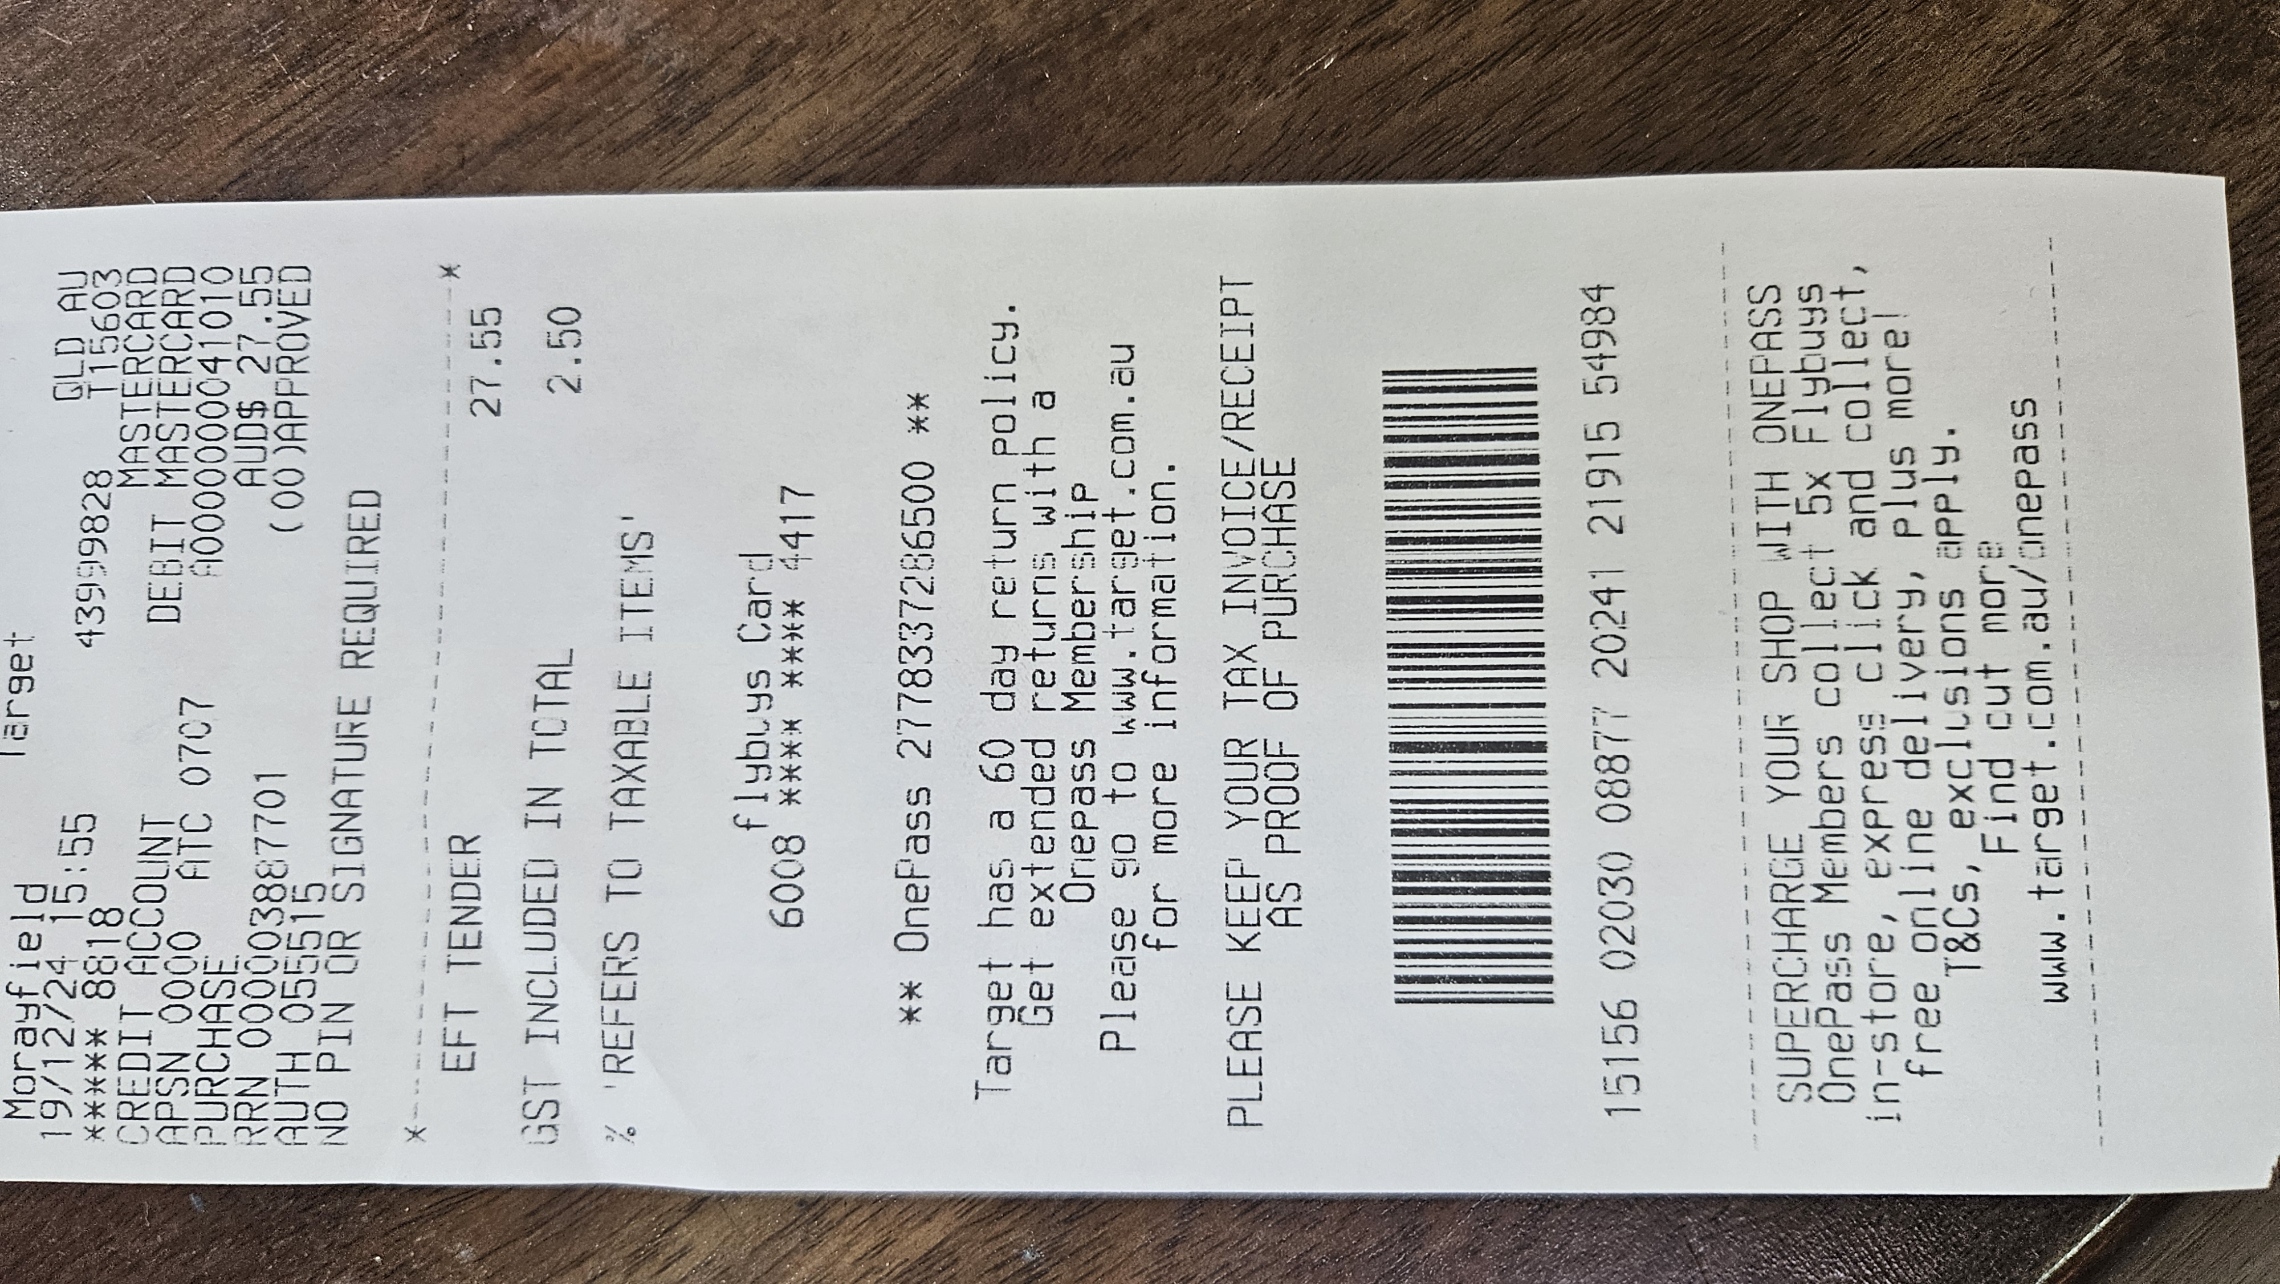 Target
Morayfield QLD AU
19/12/24 15:55 43999828 T15603
****** 8818 MASTERCARD
CREDIT ACCOUNT DEBIT MASTERCARD
APSN 0000 ATC 0707 A0000000041010
PURCHASE AUD$ 27.55
RRN 000003887701 (00)APPROVED
AUTH 055515
NO PIN OR SIGNATURE REQUIRED
*--------------------------------------*
EFT TENDER 27.55
GST INCLUDED IN TOTAL 2.50
% 'REFERS TO TAXABLE ITEMS'
flybuys Card
6008 **** **** 4417
** OnePass 2778337286500 **
Target has a 60 day return policy.
Get extended returns with a
Onepass Membership
Please go to www.target.com.au
for more information.
PLEASE KEEP YOUR TAX INVOICE/RECEIPT
AS PROOF OF PURCHASE
15156 02030 08877 20241 21915 54984
----------------------------------------
SUPERCHARGE YOUR SHOP WITH ONEPASS
OnePass Members collect 5x Flybuys
in-store, express click and collect,
free online delivery, plus more!
T&Cs, exclusions apply.
Find out more
www.target.com.au/onepass
----------------------------------------